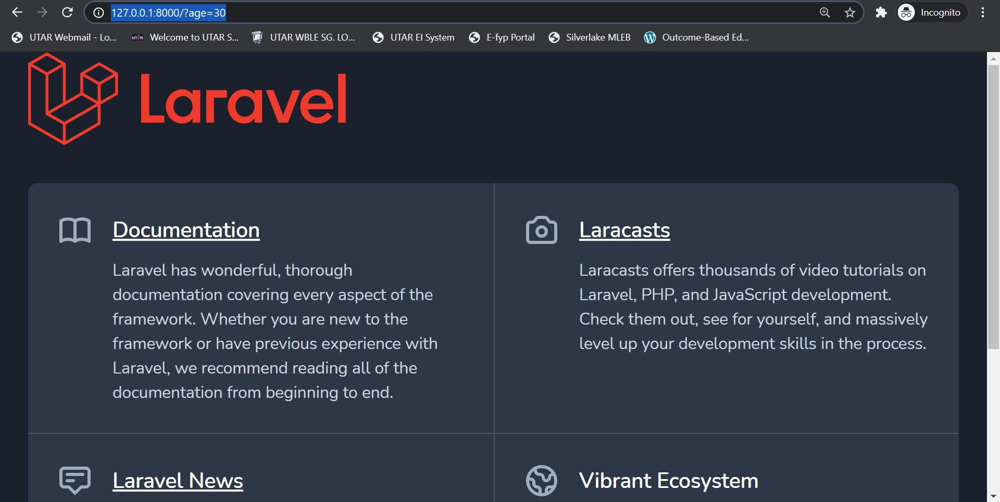 127.0.0.1:8000/?age=30
Incognito
UTAR Webmail - Lo...
UTAR
Welcome to UTAR S...
UTAR WBLE SG. LO...
UTAR EI System
E-fyp Portal
Silverlake MLEB
Outcome-Based Ed...
Laravel
Documentation
Laravel has wonderful, thorough
documentation covering every aspect of the
framework. Whether you are new to the
framework or have previous experience with
Laravel, we recommend reading all of the
documentation from beginning to end.
Laracasts
Laracasts offers thousands of video tutorials on
Laravel, PHP, and JavaScript development.
Check them out, see for yourself, and massively
level up your development skills in the process.
Laravel News
Vibrant Ecosystem